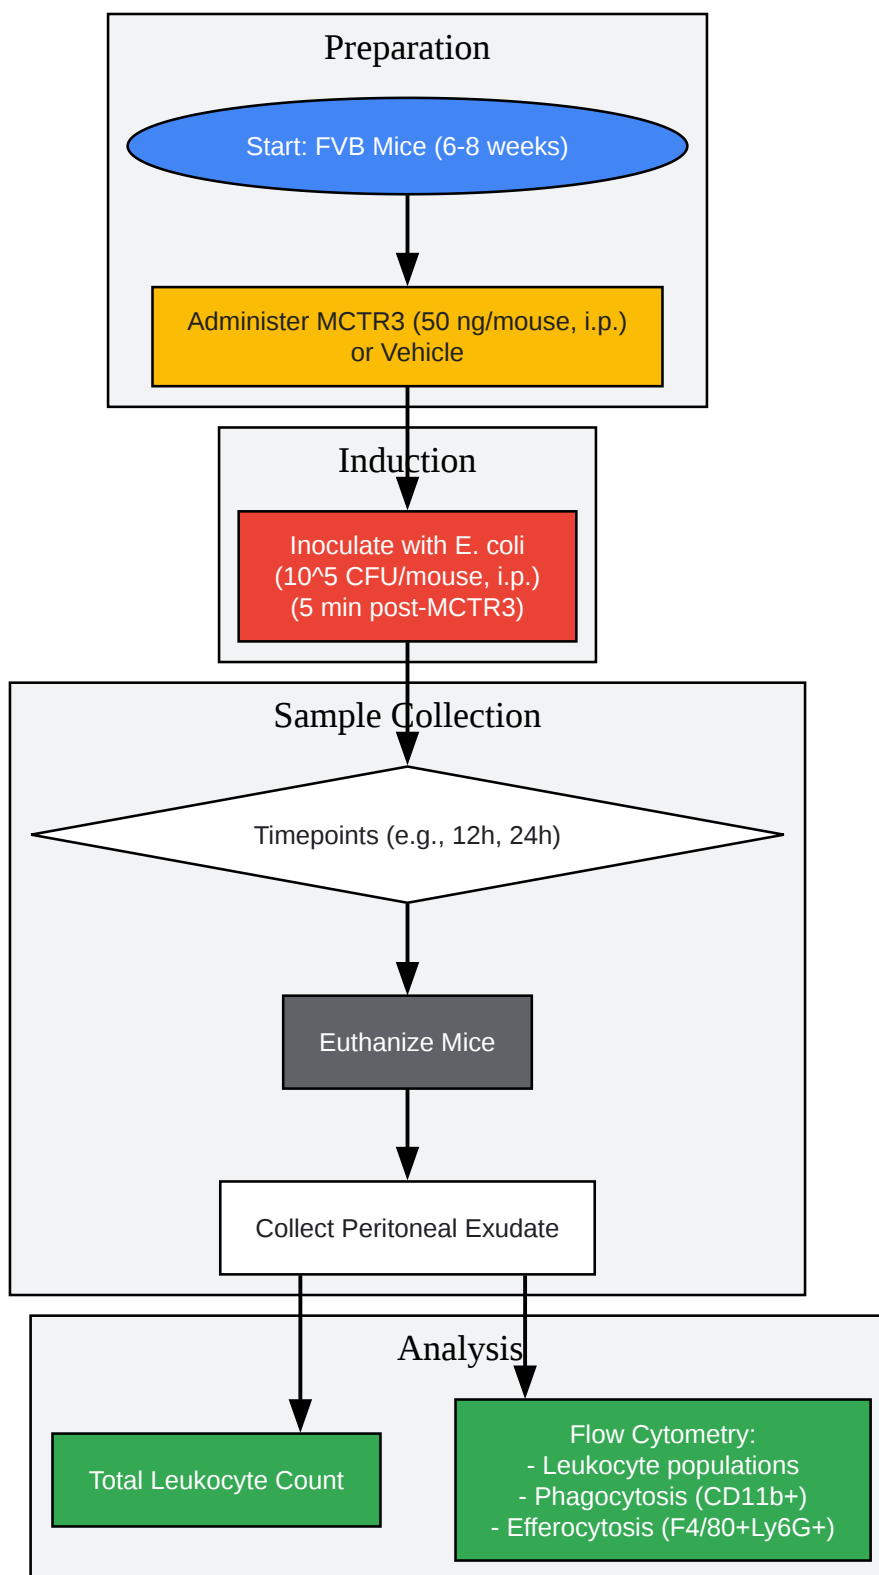 Preparation
Start: FVB Mice (6-8 weeks)
Administer MCTR3 (50 ng/mouse, i.p.)
or Vehicle
Induction
Inoculate with E. coli
(10^5 CFU/mouse, i.p.)
(5 min post-MCTR3)
Sample Collection
Timepoints (e.g., 12h, 24h)
Euthanize Mice
Collect Peritoneal Exudate
Analysis
Total Leukocyte Count
Flow Cytometry:
- Leukocyte populations
- Phagocytosis (CD11b+)
- Efferocytosis (F4/80+Ly6G+)